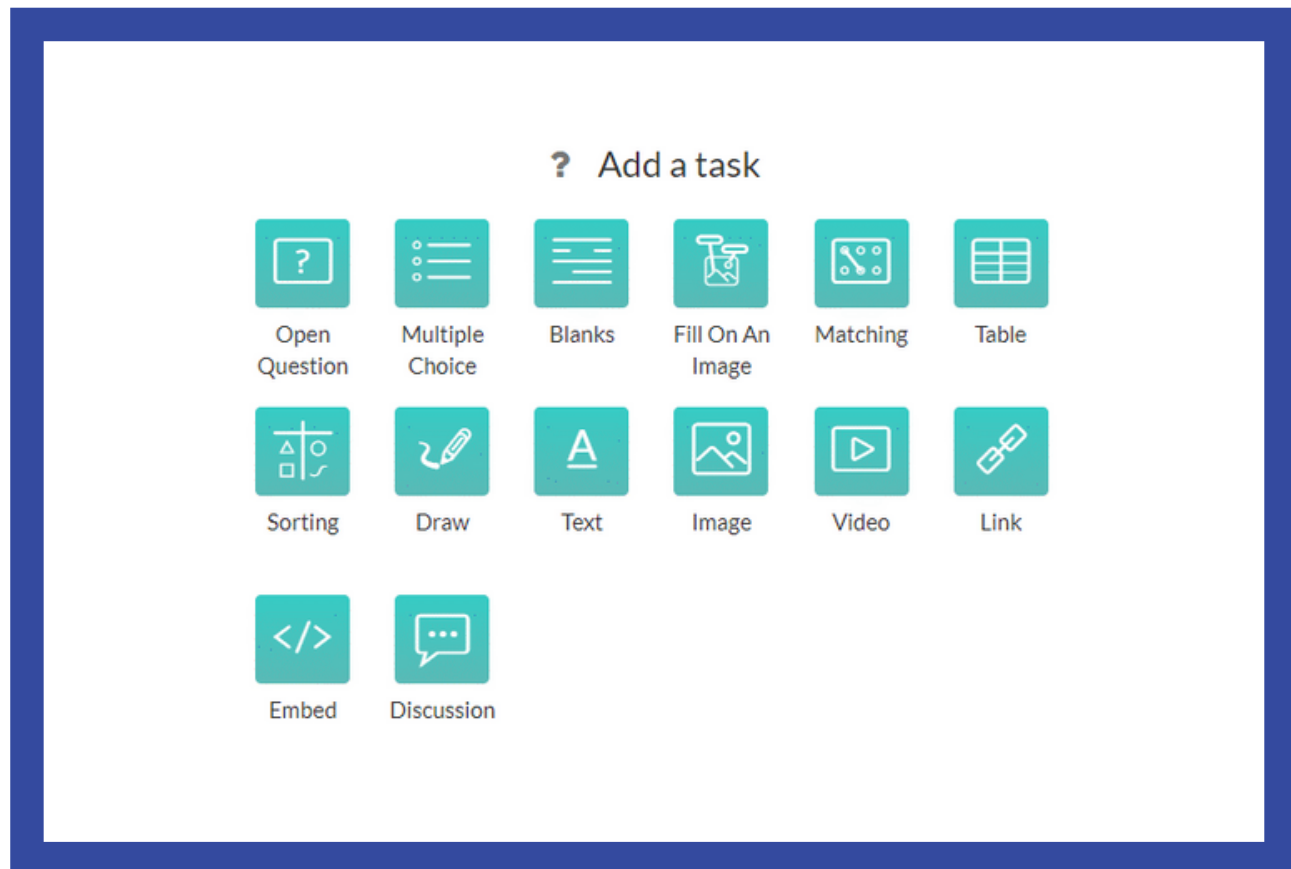 ? Add a task
Open Question
Multiple Choice
Blanks
Fill On An Image
Matching
Table
Sorting
Draw
Text
Image
Video
Link
Embed
Discussion